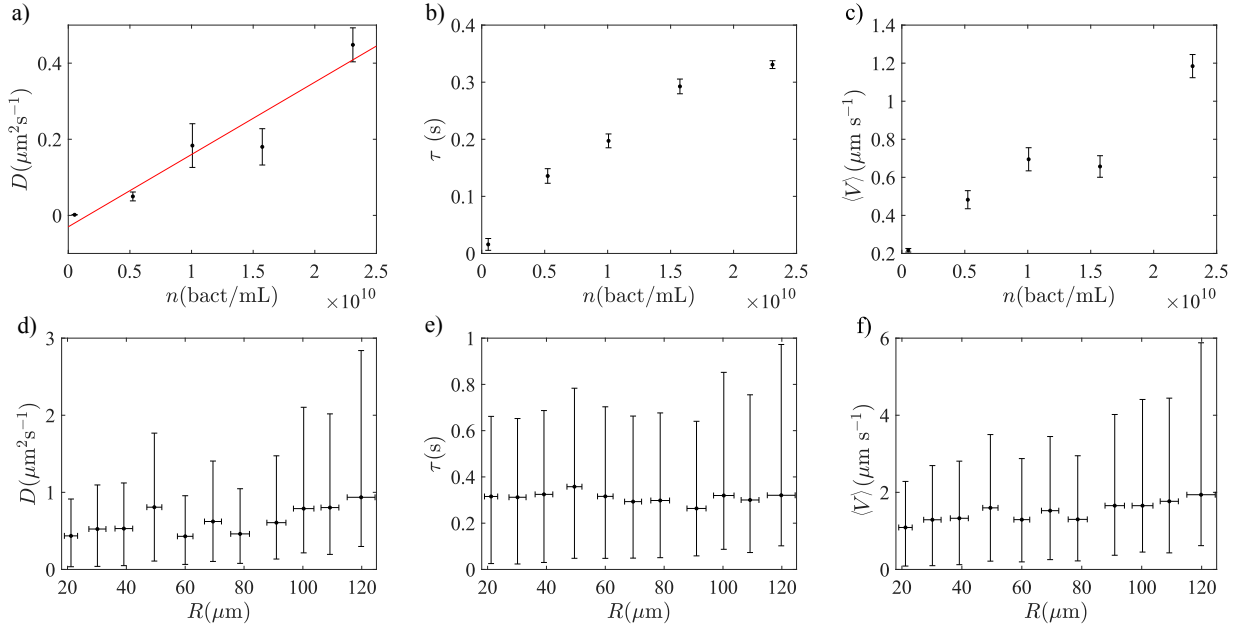 a)
D(μm²s⁻¹)
0.4
0.2
0
0 0.5 1 1.5 2 2.5
n(bact/mL) ×10¹⁰
b)
τ (s)
0.4
0.3
0.2
0.1
0
0 0.5 1 1.5 2 2.5
n(bact/mL) ×10¹⁰
c)
⟨V⟩(μm s⁻¹)
1.4
1.2
1
0.8
0.6
0.4
0.2
0 0.5 1 1.5 2 2.5
n(bact/mL) ×10¹⁰
d)
D(μm²s⁻¹)
3
2
1
0
20 40 60 80 100 120
R(μm)
e)
τ(s)
1
0.8
0.6
0.4
0.2
0
20 40 60 80 100 120
R(μm)
f)
⟨V⟩(μm s⁻¹)
6
4
2
0
20 40 60 80 100 120
R(μm)